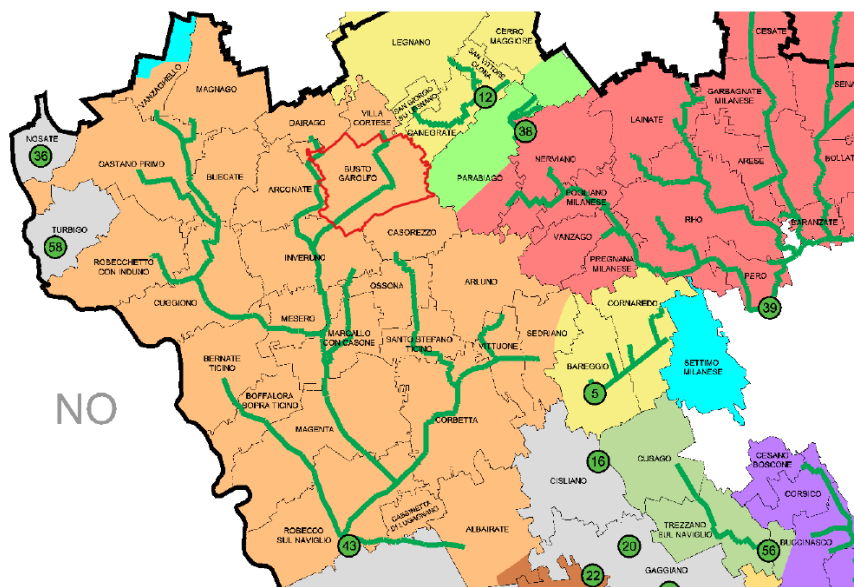 CESATE
CERRO
MAGGIORE
LEGNANO
SAN VITTORE
OLONA
GARBAGNATE
MILANESE
SENA
VANZAGHELLO
MAGNAGO
SAN GIORGIO
SU LEGNANO
12
VILLA
CORTESE
DAIRAGO
LAINATE
CANEGRATE
38
NOSATE
36
BUSTO
GAROLFO
NERVIANO
ARESE
BOLLAT
CASTANO PRIMO
BUSCATE
ARCONATE
PARABIAGO
POGLIANO
MILANESE
RHO
BARANZATE
TURBIGO
58
CASOREZZO
VANZAGO
ROBECCHETTO
CON INDUNO
INVERUNO
PREGNANA
MILANESE
PERO
OSSONA
ARLUNO
CUGGIONO
CORNAREDO
39
MESERO
MARCALLO
CON CASONE
SANTO STEFANO
TICINO
VITTUONE
SEDRIANO
BERNATE
TICINO
BAREGGIO
SETTIMO
MILANESE
5
BOFFALORA
SOPRA TICINO
NO
CORBETTA
MAGENTA
CUSAGO
CESANO
BOSCONE
16
CISLIANO
CORSICO
CASSINETTA
DI LUGAGNANO
ROBECCO
SUL NAVIGLIO
43
ALBAIRATE
TREZZANO
SUL NAVIGLIO
BUCCINASCO
20
56
22
GAGGIANO